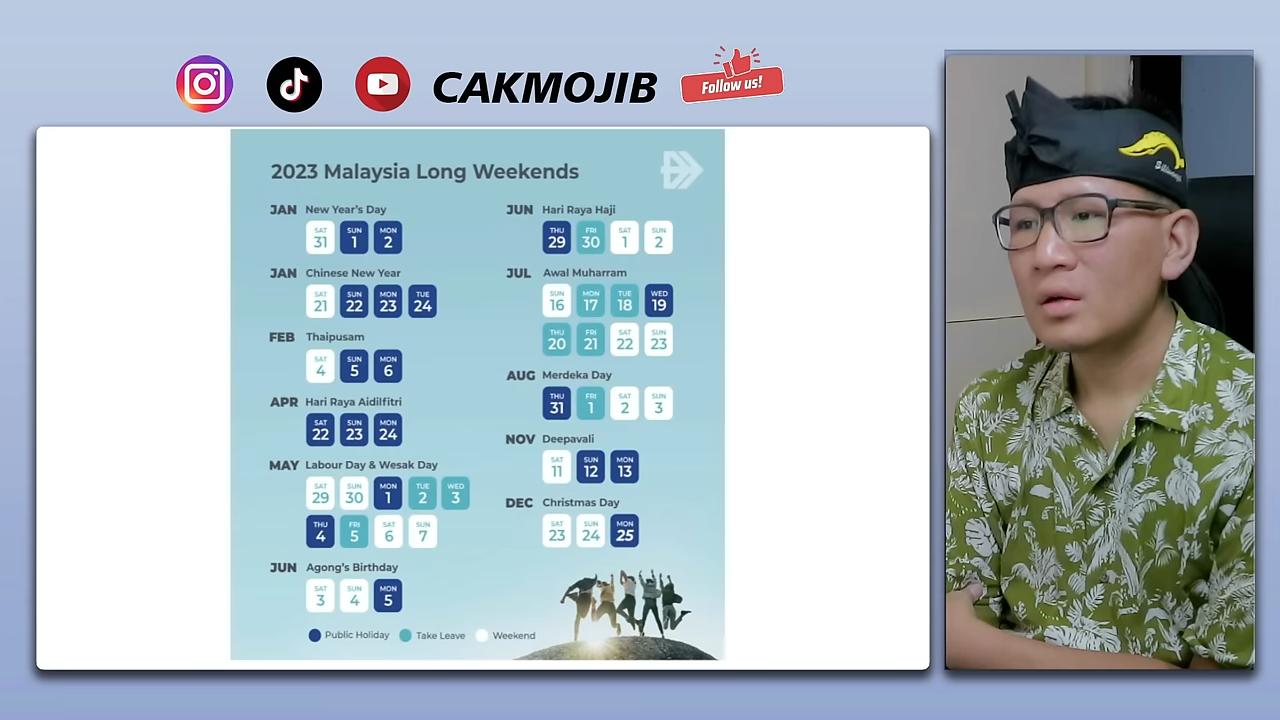 CAKMOJIB
Follow us!
2023 Malaysia Long Weekends
JAN New Year's Day
SAT 31 SUN 1 MON 2
JAN Chinese New Year
SAT 21 SUN 22 MON 23 TUE 24
FEB Thaipusam
SAT 4 SUN 5 MON 6
APR Hari Raya Aidilfitri
SAT 22 SUN 23 MON 24
MAY Labour Day & Wesak Day
SAT 29 SUN 30 MON 1 TUE 2 WED 3
THU 4 FRI 5 SAT 6 SUN 7
JUN Agong's Birthday
SAT 3 SUN 4 MON 5
JUN Hari Raya Haji
THU 29 FRI 30 SAT 1 SUN 2
JUL Awal Muharram
SUN 16 MON 17 TUE 18 WED 19
THU 20 FRI 21 SAT 22 SUN 23
AUG Merdeka Day
THU 31 FRI 1 SAT 2 SUN 3
NOV Deepavali
SAT 11 SUN 12 MON 13
DEC Christmas Day
SAT 23 SUN 24 MON 25
Public Holiday Take Leave Weekend